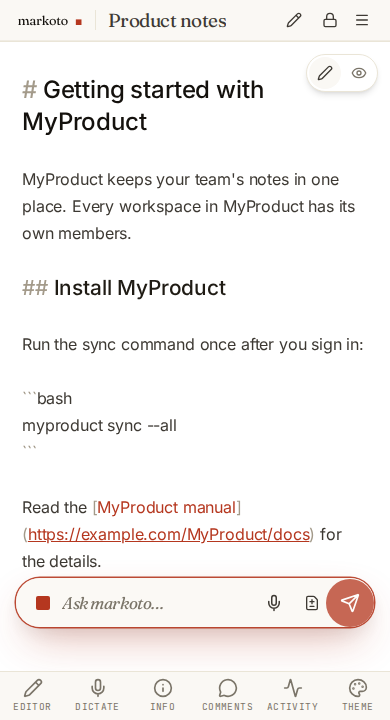 markoto Product notes
# Getting started with
MyProduct
MyProduct keeps your team's notes in one
place. Every workspace in MyProduct has its
own members.
## Install MyProduct
Run the sync command once after you sign in:
```bash
myproduct sync --all
```
Read the [MyProduct manual]
(https://example.com/MyProduct/docs) for
the details.
Ask markoto...
EDITOR DICTATE INFO COMMENTS ACTIVITY THEME